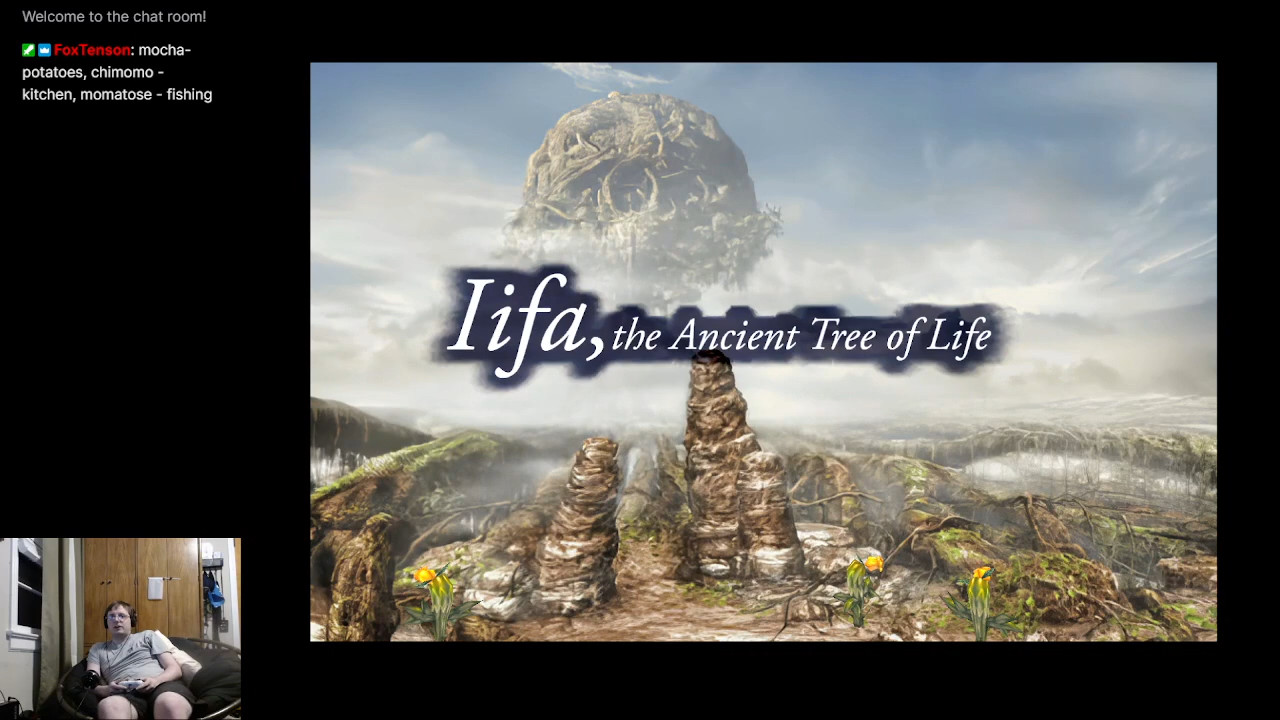 Welcome to the chat room!
FoxTenson: mocha-
potatoes, chimomo -
kitchen, momatose - fishing
Iifa, the Ancient Tree of Life